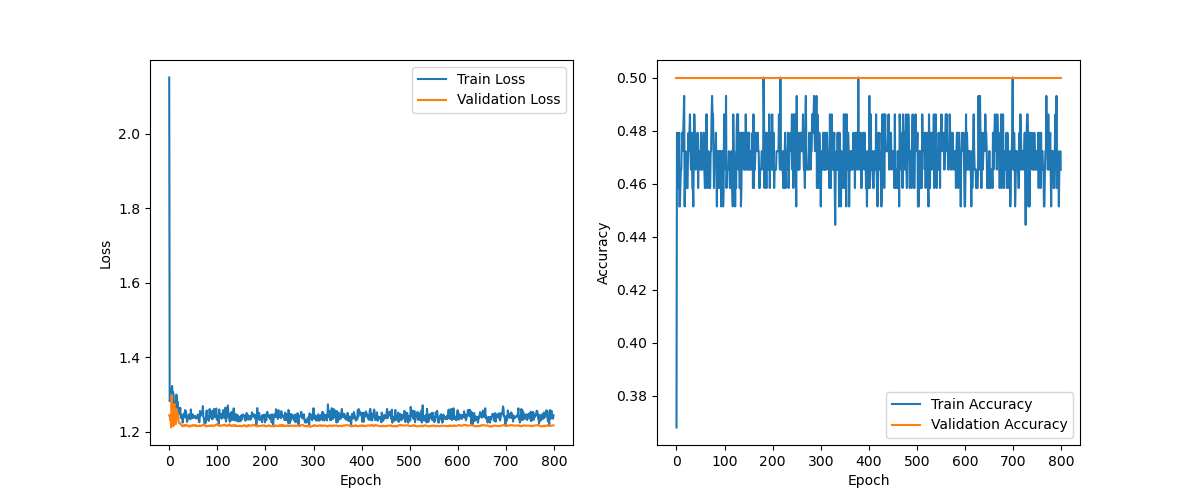 Train Loss
Validation Loss
2.0
1.8
1.6
1.4
1.2
Loss
0 100 200 300 400 500 600 700 800
Epoch
0.50
0.48
0.46
0.44
0.42
0.40
0.38
Accuracy
Train Accuracy
Validation Accuracy
0 100 200 300 400 500 600 700 800
Epoch